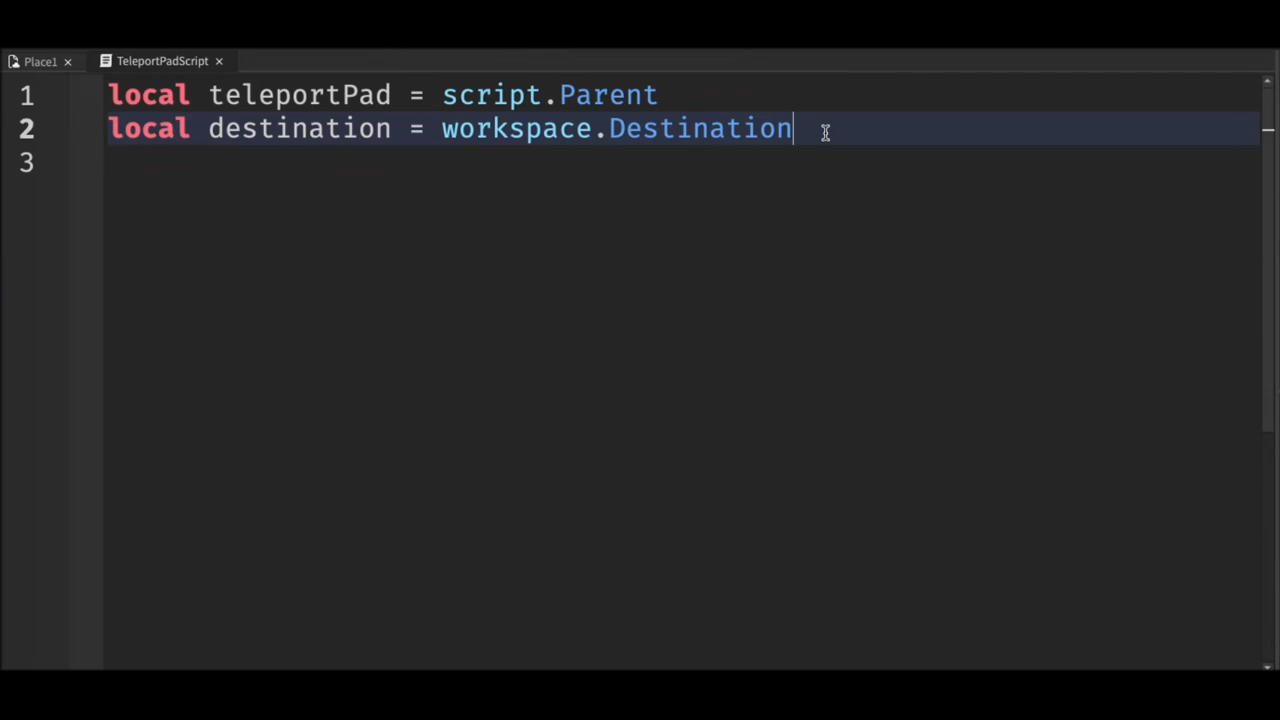 Place1 × TeleportPadScript ×
1 local teleportPad = script.Parent
2 local destination = workspace.Destination
3